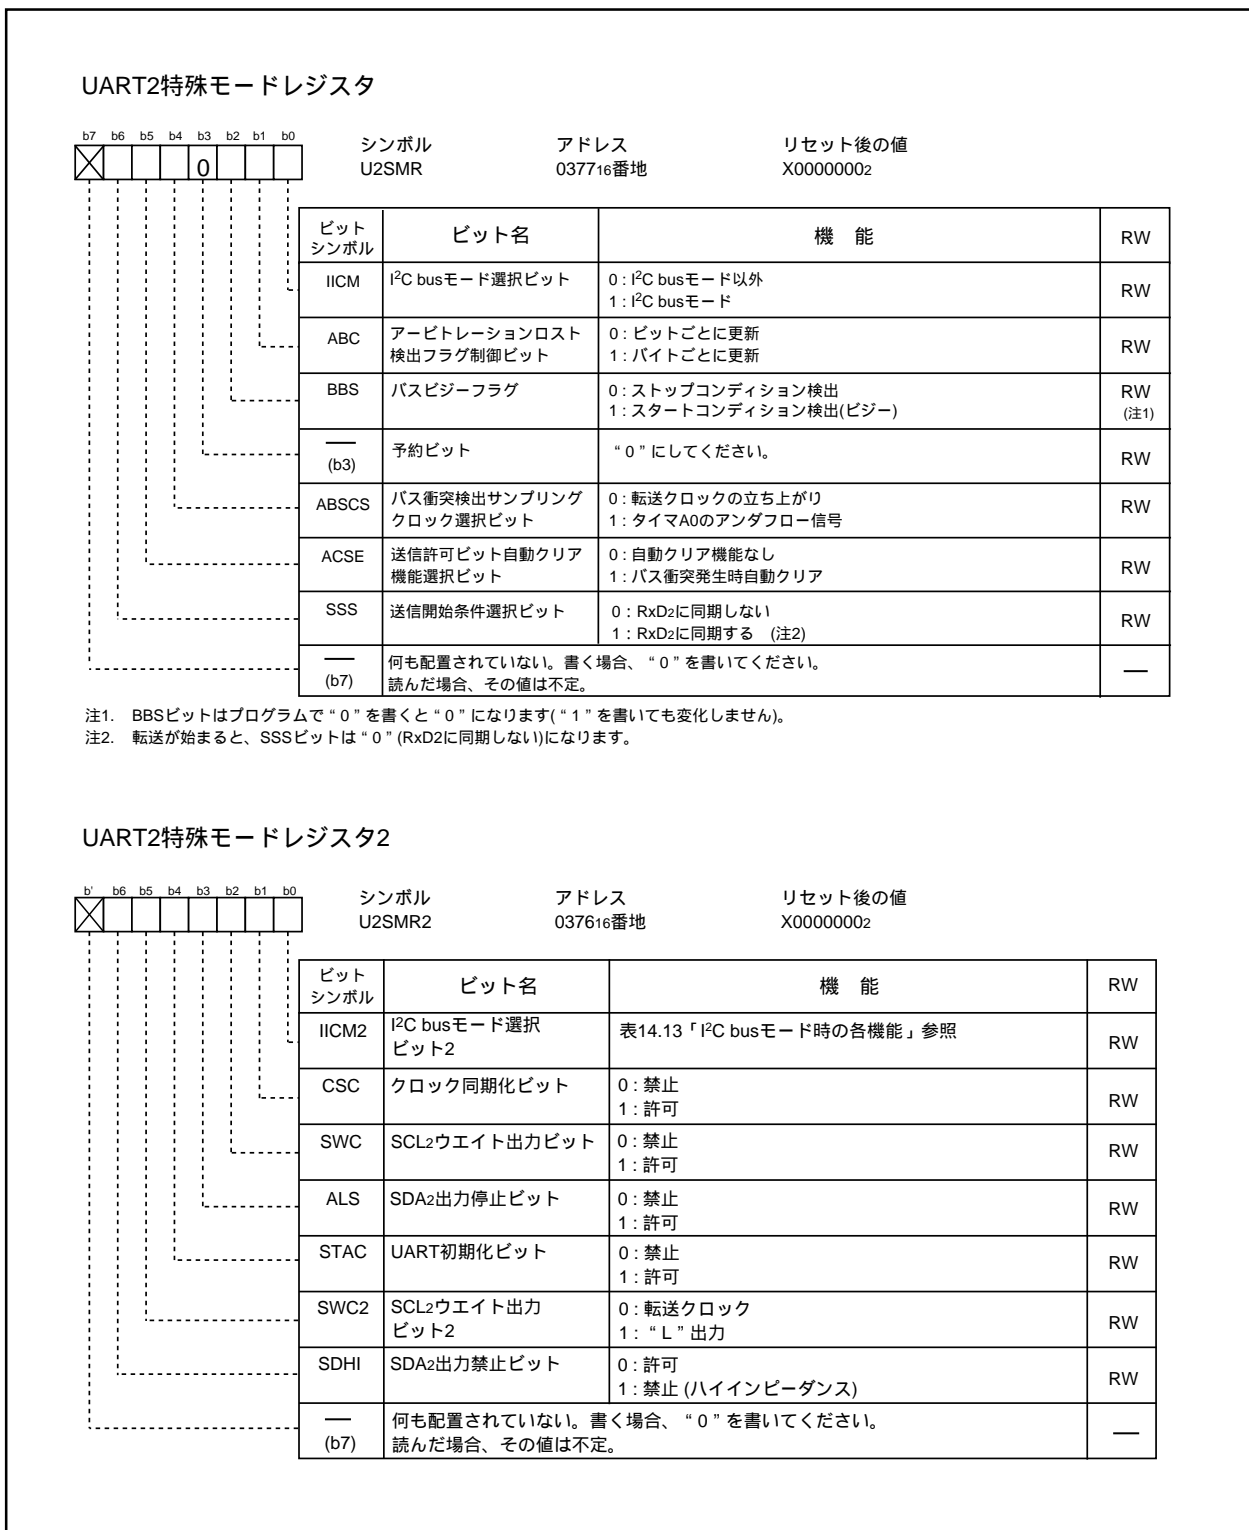 UART2特殊モードレジスタ
b7 b6 b5 b4 b3 b2 b1 b0
0
シンボル アドレス リセット後の値
U2SMR 037716番地 X00000002
ビット
シンボル ビット名 機 能 RW
IICM I2C busモード選択ビット 0 : I2C busモード以外
1 : I2C busモード RW
ABC アービトレーションロスト 0 : ビットごとに更新
検出フラグ制御ビット 1 : バイトごとに更新 RW
BBS バスビジーフラグ 0 : ストップコンディション検出 RW
1 : スタートコンディション検出(ビジー) (注1)
― 予約ビット “ 0 ” にしてください。
(b3) RW
ABSCS バス衝突検出サンプリング 0 : 転送クロックの立ち上がり RW
クロック選択ビット 1 : タイマA0のアンダフロー信号
ACSE 送信許可ビット自動クリア 0 : 自動クリア機能なし
機能選択ビット 1 : バス衝突発生時自動クリア RW
SSS 送信開始条件選択ビット 0 : RxD2に同期しない
1 : RxD2に同期する (注2) RW
― 何も配置されていない。書く場合、 “ 0 ” を書いてください。 ―
(b7) 読んだ場合、その値は不定。
注1. BBSビットはプログラムで “ 0 ” を書くと “ 0 ” になります( “ 1 ” を書いても変化しません)。
注2. 転送が始まると、SSSビットは “ 0 ” (RxD2に同期しない)になります。
UART2特殊モードレジスタ2
b' b6 b5 b4 b3 b2 b1 b0
シンボル アドレス リセット後の値
U2SMR2 037616番地 X00000002
ビット
シンボル ビット名 機 能 RW
IICM2 I2C busモード選択 表14.13「I2C busモード時の各機能」参照
ビット2 RW
CSC クロック同期化ビット 0 : 禁止
1 : 許可 RW
SWC SCL2ウエイト出力ビット 0 : 禁止
1 : 許可 RW
ALS SDA2出力停止ビット 0 : 禁止
1 : 許可 RW
STAC UART初期化ビット 0 : 禁止
1 : 許可 RW
SWC2 SCL2ウエイト出力 0 : 転送クロック
ビット2 1 : “ L ” 出力 RW
SDHI SDA2出力禁止ビット 0 : 許可
1 : 禁止 (ハイインピーダンス) RW
― 何も配置されていない。書く場合、 “ 0 ” を書いてください。 ―
(b7) 読んだ場合、その値は不定。